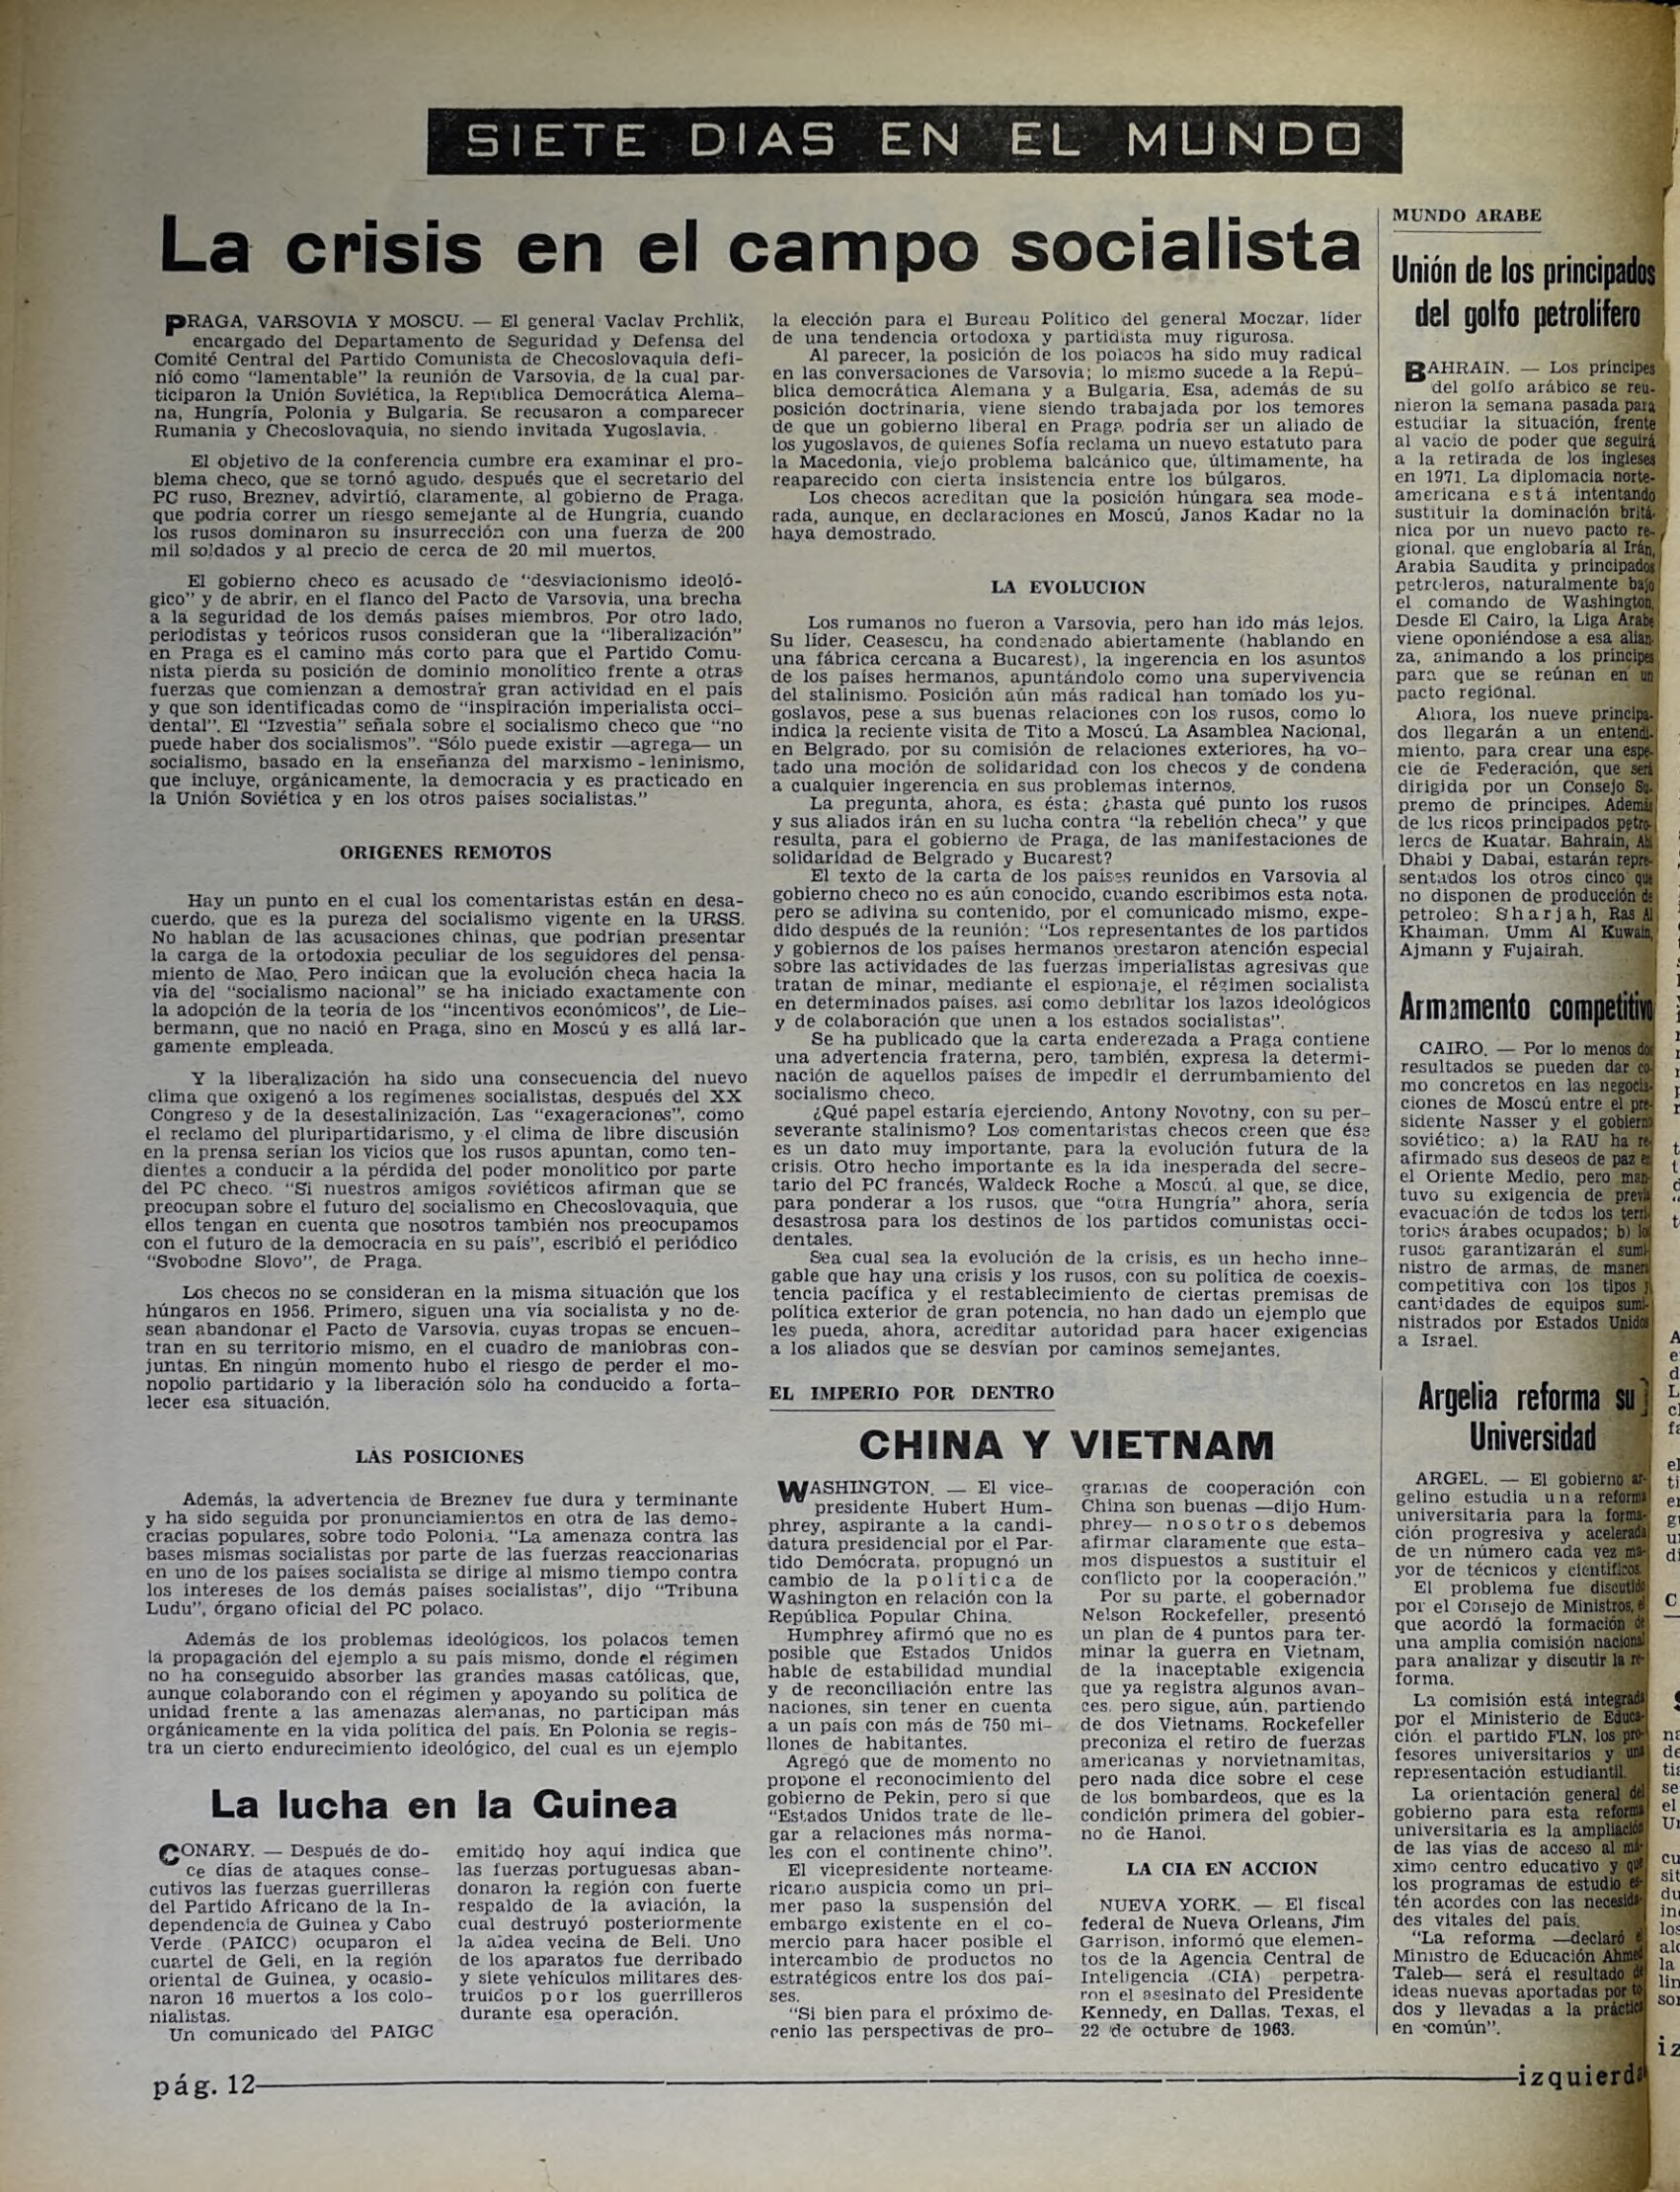 SIETE DIAS EN EL MUNDO
La crisis en el campo socialista
PRAGA, VARSOVIA Y MOSCU. — El general Vaclav Prchlik,
encargado del Departamento de Seguridad y Defensa del
Comité Central del Partido Comunista de Checoslovaquia defi-
nió como "lamentable" la reunión de Varsovia, de la cual par-
ticiparon la Unión Soviética, la República Democrática Alema-
na, Hungría, Polonia y Bulgaria. Se recusaron a comparecer
Rumania y Checoslovaquia, no siendo invitada Yugoslavia.
El objetivo de la conferencia cumbre era examinar el pro-
blema checo, que se tornó agudo, después que el secretario del
PC ruso, Breznev, advirtió, claramente, al gobierno de Praga,
que podría correr un riesgo semejante al de Hungría, cuando
los rusos dominaron su insurrección con una fuerza de 200
mil soldados y al precio de cerca de 20 mil muertos.
El gobierno checo es acusado de "desviacionismo ideoló-
gico" y de abrir, en el flanco del Pacto de Varsovia, una brecha
a la seguridad de los demás países miembros. Por otro lado,
periodistas y teóricos rusos consideran que la "liberalización"
en Praga es el camino más corto para que el Partido Comu-
nista pierda su posición de dominio monolítico frente a otras
fuerzas que comienzan a demostrar gran actividad en el país
y que son identificadas como de "inspiración imperialista occi-
dental". El "Izvestia" señala sobre el socialismo checo que "no
puede haber dos socialismos". "Sólo puede existir —agrega— un
socialismo, basado en la enseñanza del marxismo-leninismo,
que incluye, orgánicamente, la democracia y es practicado en
la Unión Soviética y en los otros países socialistas."
ORIGENES REMOTOS
Hay un punto en el cual los comentaristas están en desa-
cuerdo, que es la pureza del socialismo vigente en la URSS.
No hablan de las acusaciones chinas, que podrían presentar
la carga de la ortodoxia peculiar de los seguidores del pensa-
miento de Mao. Pero indican que la evolución checa hacia la
vía del "socialismo nacional" se ha iniciado exactamente con
la adopción de la teoría de los "incentivos económicos", de Lie-
bermann, que no nació en Praga, sino en Moscú y es allá lar-
gamente empleada.
Y la liberalización ha sido una consecuencia del nuevo
clima que oxigenó a los regímenes socialistas, después del XX
Congreso y de la desestalinización. Las "exageraciones", como
el reclamo del pluripartidarismo, y el clima de libre discusión
en la prensa serían los vicios que los rusos apuntan, como ten-
dientes a conducir a la pérdida del poder monolítico por parte
del PC checo. "Si nuestros amigos soviéticos afirman que se
preocupan sobre el futuro del socialismo en Checoslovaquia, que
ellos tengan en cuenta que nosotros también nos preocupamos
con el futuro de la democracia en su país", escribió el periódico
"Svobodne Slovo", de Praga.
Los checos no se consideran en la misma situación que los
húngaros en 1956. Primero, siguen una vía socialista y no de-
sean abandonar el Pacto de Varsovia, cuyas tropas se encuen-
tran en su territorio mismo, en el cuadro de maniobras con-
juntas. En ningún momento hubo el riesgo de perder el mo-
nopolio partidario y la liberación sólo ha conducido a forta-
lecer esa situación.
LAS POSICIONES
Además, la advertencia de Breznev fue dura y terminante
y ha sido seguida por pronunciamientos en otra de las demo-
cracias populares, sobre todo Polonia. "La amenaza contra las
bases mismas socialistas por parte de las fuerzas reaccionarias
en uno de los países socialista se dirige al mismo tiempo contra
los intereses de los demás países socialistas", dijo "Tribuna
Ludu", órgano oficial del PC polaco.
Además de los problemas ideológicos, los polacos temen
la propagación del ejemplo a su país mismo, donde el régimen
no ha conseguido absorber las grandes masas católicas, que,
aunque colaborando con el régimen y apoyando su política de
unidad frente a las amenazas alemanas, no participan más
orgánicamente en la vida política del país. En Polonia se regis-
tra un cierto endurecimiento ideológico, del cual es un ejemplo
la elección para el Bureau Político del general Moczar, líder
de una tendencia ortodoxa y partidista muy rigurosa.
Al parecer, la posición de los polacos ha sido muy radical
en las conversaciones de Varsovia; lo mismo sucede a la Repú-
blica democrática Alemana y a Bulgaria. Esa, además de su
posición doctrinaria, viene siendo trabajada por los temores
de que un gobierno liberal en Praga podría ser un aliado de
los yugoslavos, de quienes Sofía reclama un nuevo estatuto para
la Macedonia, viejo problema balcánico que, últimamente, ha
reaparecido con cierta insistencia entre los búlgaros.
Los checos acreditan que la posición húngara sea mode-
rada, aunque, en declaraciones en Moscú, Janos Kadar no la
haya demostrado.
LA EVOLUCION
Los rumanos no fueron a Varsovia, pero han ido más lejos.
Su líder, Ceasescu, ha condenado abiertamente (hablando en
una fábrica cercana a Bucarest), la ingerencia en los asuntos
de los países hermanos, apuntándolo como una supervivencia
del stalinismo. Posición aún más radical han tomado los yu-
goslavos, pese a sus buenas relaciones con los rusos, como lo
indica la reciente visita de Tito a Moscú. La Asamblea Nacional,
en Belgrado, por su comisión de relaciones exteriores, ha vo-
tado una moción de solidaridad con los checos y de condena
a cualquier ingerencia en sus problemas internos.
La pregunta, ahora, es ésta: ¿hasta qué punto los rusos
y sus aliados irán en su lucha contra "la rebelión checa" y que
resulta, para el gobierno de Praga, de las manifestaciones de
solidaridad de Belgrado y Bucarest?
El texto de la carta de los países reunidos en Varsovia al
gobierno checo no es aún conocido, cuando escribimos esta nota,
pero se adivina su contenido, por el comunicado mismo, expe-
dido después de la reunión: "Los representantes de los partidos
y gobiernos de los países hermanos prestaron atención especial
sobre las actividades de las fuerzas imperialistas agresivas que
tratan de minar, mediante el espionaje, el régimen socialista
en determinados países, así como debilitar los lazos ideológicos
y de colaboración que unen a los estados socialistas".
Se ha publicado que la carta enderezada a Praga contiene
una advertencia fraterna, pero, también, expresa la determi-
nación de aquellos países de impedir el derrumbamiento del
socialismo checo.
¿Qué papel estaría ejerciendo, Antony Novotny, con su per-
severante stalinismo? Los comentaristas checos creen que ése
es un dato muy importante, para la evolución futura de la
crisis. Otro hecho importante es la ida inesperada del secre-
tario del PC francés, Waldeck Roche a Moscú, al que, se dice,
para ponderar a los rusos, que "otra Hungría" ahora, sería
desastrosa para los destinos de los partidos comunistas occi-
dentales.
Sea cual sea la evolución de la crisis, es un hecho inne-
gable que hay una crisis y los rusos, con su política de coexis-
tencia pacífica y el restablecimiento de ciertas premisas de
política exterior de gran potencia, no han dado un ejemplo que
les pueda, ahora, acreditar autoridad para hacer exigencias
a los aliados que se desvían por caminos semejantes.
La lucha en la Guinea
CONARY. — Después de do-
ce días de ataques conse-
cutivos las fuerzas guerrilleras
del Partido Africano de la In-
dependencia de Guinea y Cabo
Verde (PAICC) ocuparon el
cuartel de Geli, en la región
oriental de Guinea, y ocasio-
naron 16 muertos a los colo-
nialistas.
Un comunicado del PAIGC
emitido hoy aquí indica que
las fuerzas portuguesas aban-
donaron la región con fuerte
respaldo de la aviación, la
cual destruyó posteriormente
la aldea vecina de Beli. Uno
de los aparatos fue derribado
y siete vehículos militares des-
truidos por los guerrilleros
durante esa operación.
EL IMPERIO POR DENTRO
CHINA Y VIETNAM
WASHINGTON. — El vice-
presidente Hubert Hum-
phrey, aspirante a la candi-
datura presidencial por el Par-
tido Demócrata, propugnó un
cambio de la política de
Washington en relación con la
República Popular China.
Humphrey afirmó que no es
posible que Estados Unidos
hable de estabilidad mundial
y de reconciliación entre las
naciones, sin tener en cuenta
a un país con más de 750 mi-
llones de habitantes.
Agregó que de momento no
propone el reconocimiento del
gobierno de Pekin, pero sí que
"Estados Unidos trate de lle-
gar a relaciones más norma-
les con el continente chino".
El vicepresidente norteame-
ricano auspicia como un pri-
mer paso la suspensión del
embargo existente en el co-
mercio para hacer posible el
intercambio de productos no
estratégicos entre los dos paí-
ses.
"Si bien para el próximo de-
cenio las perspectivas de pro-
gramas de cooperación con
China son buenas —dijo Hum-
phrey— nosotros debemos
afirmar claramente que esta-
mos dispuestos a sustituir el
conflicto por la cooperación."
Por su parte, el gobernador
Nelson Rockefeller, presentó
un plan de 4 puntos para ter-
minar la guerra en Vietnam,
de la inaceptable exigencia
que ya registra algunos avan-
ces, pero sigue, aún, partiendo
de dos Vietnams. Rockefeller
preconiza el retiro de fuerzas
americanas y norvietnamitas,
pero nada dice sobre el cese
de los bombardeos, que es la
condición primera del gobier-
no de Hanoi.
LA CIA EN ACCION
NUEVA YORK. — El fiscal
federal de Nueva Orleans, Jim
Garrison, informó que elemen-
tos de la Agencia Central de
Inteligencia (CIA) perpetra-
ron el asesinato del Presidente
Kennedy, en Dallas, Texas, el
22 de octubre de 1963.
MUNDO ARABE
Unión de los principados
del golfo petrolífero
BAHRAIN. — Los príncipes
del golfo arábico se reu-
nieron la semana pasada para
estudiar la situación, frente
al vacío de poder que seguirá
a la retirada de los ingleses
en 1971. La diplomacia norte-
americana está intentando
sustituir la dominación britá-
nica por un nuevo pacto re-
gional, que englobaría al Irán,
Arabia Saudita y principados
petroleros, naturalmente bajo
el comando de Washington.
Desde El Cairo, la Liga Arabe
viene oponiéndose a esa alian-
za, animando a los príncipes
para que se reúnan en un
pacto regional.
Ahora, los nueve principa-
dos llegarán a un entendi-
miento, para crear una espe-
cie de Federación, que será
dirigida por un Consejo Su-
premo de príncipes. Además
de los ricos principados petro-
leros de Kuatar, Bahrain, Abi
Dhabi y Dabai, estarán repre-
sentados los otros cinco que
no disponen de producción de
petroleo: Sharjah, Ras Al
Khaiman, Umm Al Kuwain,
Ajmann y Fujairah.
Armamento competitivo
CAIRO. — Por lo menos dos
resultados se pueden dar co-
mo concretos en las negocia-
ciones de Moscú entre el pre-
sidente Nasser y el gobierno
soviético: a) la RAU ha re-
afirmado sus deseos de paz en
el Oriente Medio, pero man-
tuvo su exigencia de previa
evacuación de todos los terri-
torios árabes ocupados; b) los
rusos garantizarán el sumi-
nistro de armas, de manera
competitiva con los tipos y
cantidades de equipos sumi-
nistrados por Estados Unidos
a Israel.
Argelia reforma su
Universidad
ARGEL. — El gobierno ar-
gelino estudia una reforma
universitaria para la forma-
ción progresiva y acelerada
de un número cada vez ma-
yor de técnicos y científicos.
El problema fue discutido
por el Consejo de Ministros, el
que acordó la formación de
una amplia comisión nacional
para analizar y discutir la re-
forma.
La comisión está integrada
por el Ministerio de Educa-
ción el partido FLN, los pro-
fesores universitarios y una
representación estudiantil.
La orientación general del
gobierno para esta reforma
universitaria es la ampliación
de las vías de acceso al má-
ximo centro educativo y que
los programas de estudio es-
tén acordes con las necesida-
des vitales del país.
"La reforma —declaró el
Ministro de Educación Ahmed
Taleb— será el resultado de
ideas nuevas aportadas por to-
dos y llevadas a la práctica
en común".
pág. 12
izquierda